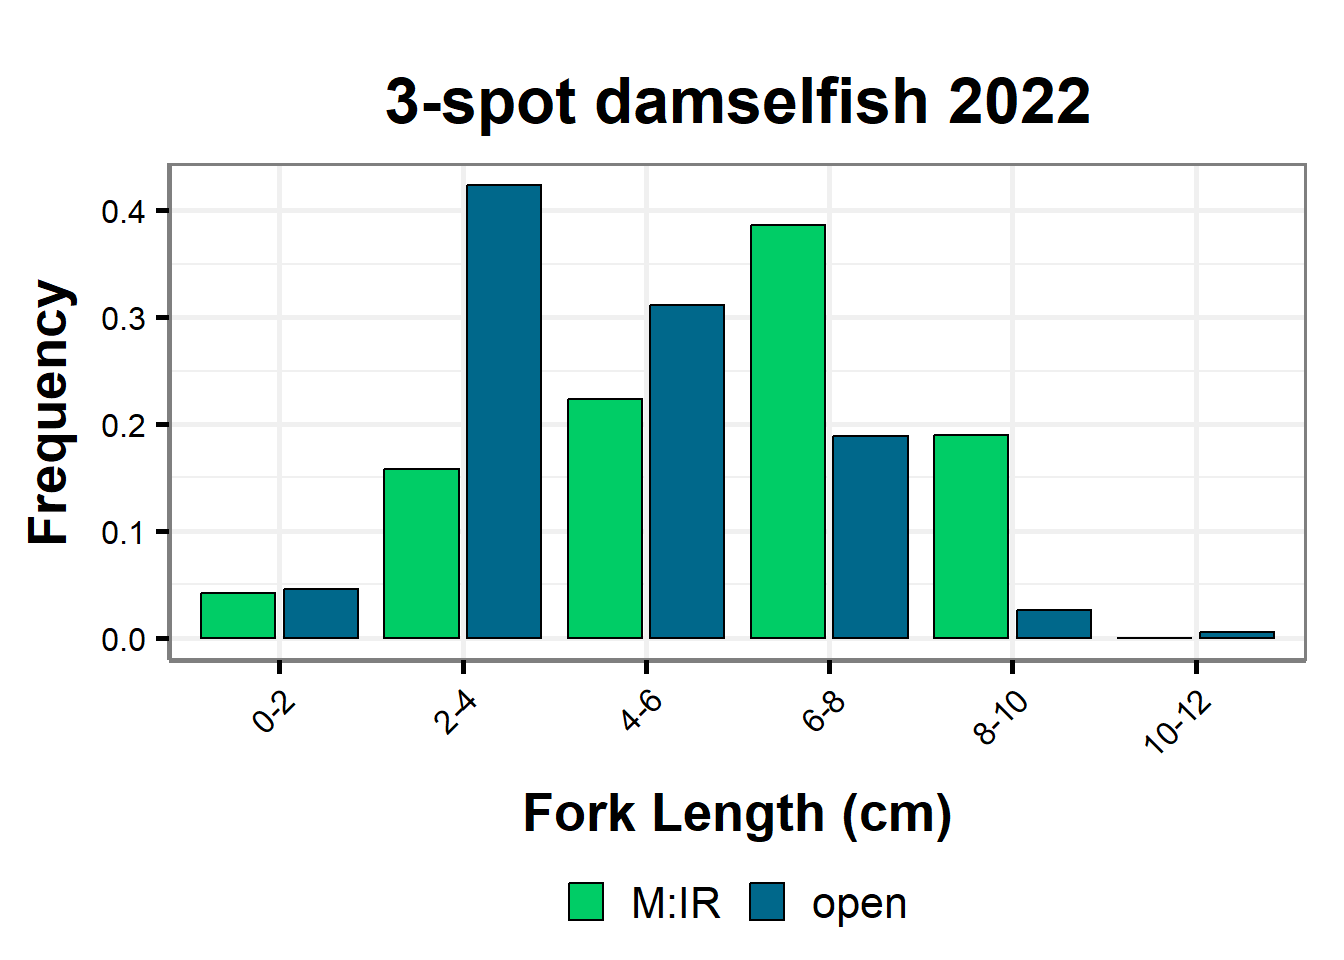 3-spot damselfish 2022
Frequency
0.4
0.3
0.2
0.1
0.0
0-2 2-4 4-6 6-8 8-10 10-12
Fork Length (cm)
M:IR open